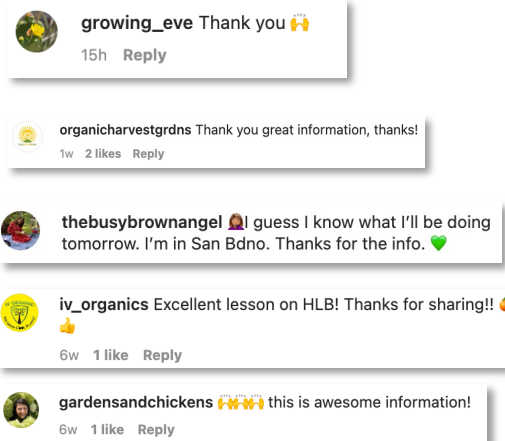 growing_eve Thank you 🙌
15h Reply
organicharvestgrdns Thank you great information, thanks!
1w 2 likes Reply
thebusybrownangel 🤦🏽‍♀️I guess I know what I'll be doing
tomorrow. I'm in San Bdno. Thanks for the info. 💚
IV ORGANIC
iv_organics Excellent lesson on HLB! Thanks for sharing!!
👍
6w 1 like Reply
gardensandchickens 🙌🙌🙌 this is awesome information!
6w 1 like Reply